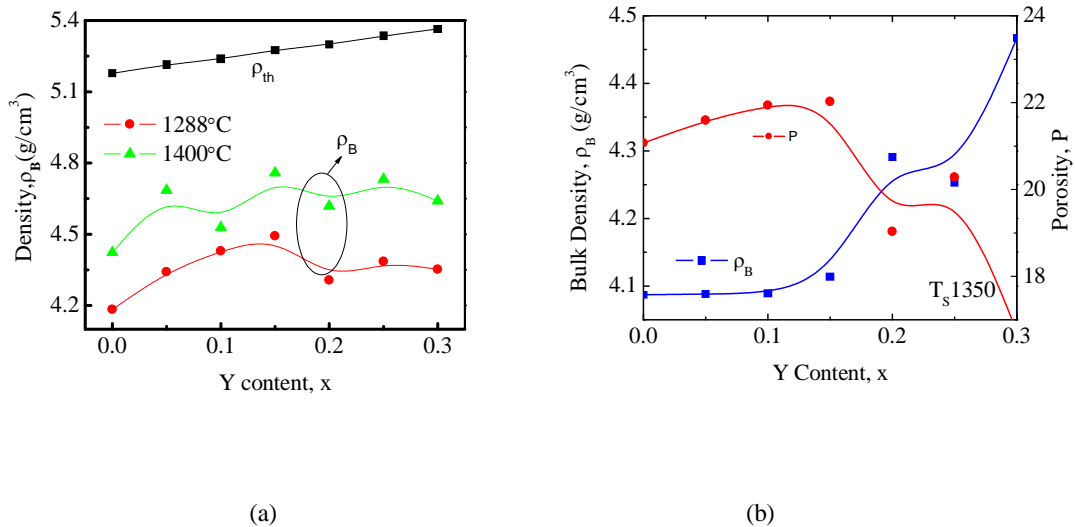 (a)
5.4
5.1
4.8
4.5
4.2
Density,ρB(g/cm³)
ρth
1288°C
1400°C
ρB
0.0
0.1
0.2
0.3
Y content, x
(b)
4.5
4.4
4.3
4.2
4.1
Bulk Density, ρB (g/cm³)
24
22
20
18
Porosity, P
P
ρB
TS1350
0.0
0.1
0.2
0.3
Y Content, x